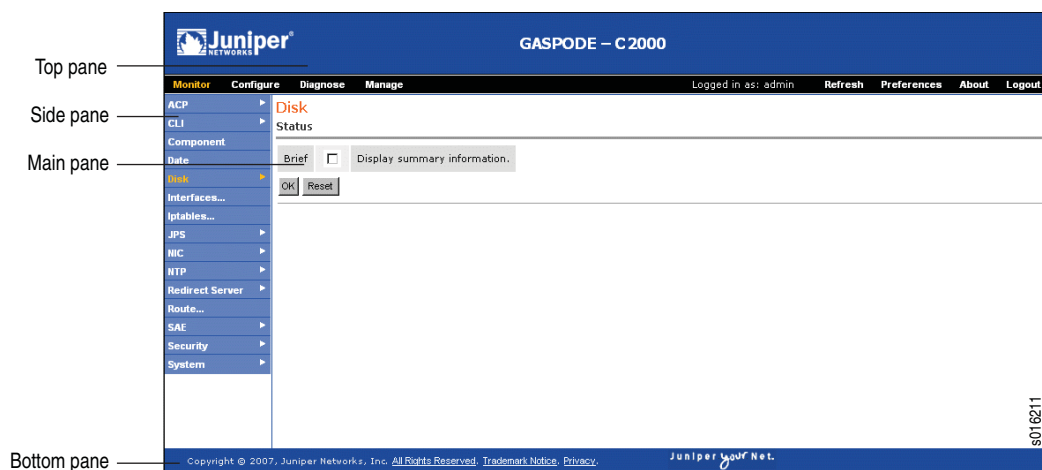 Juniper®
NETWORKS
GASPODE – C2000
Top pane
Monitor Configure Diagnose Manage Logged in as: admin Refresh Preferences About Logout
Side pane
ACP
CLI
Component
Date
Disk
Interfaces...
Iptables...
JPS
NIC
NTP
Redirect Server
Route...
SAE
Security
System
Disk
Status
Main pane
Brief Display summary information.
OK Reset
s016211
Bottom pane
Copyright © 2007, Juniper Networks, Inc. All Rights Reserved. Trademark Notice. Privacy.
Juniper your Net.